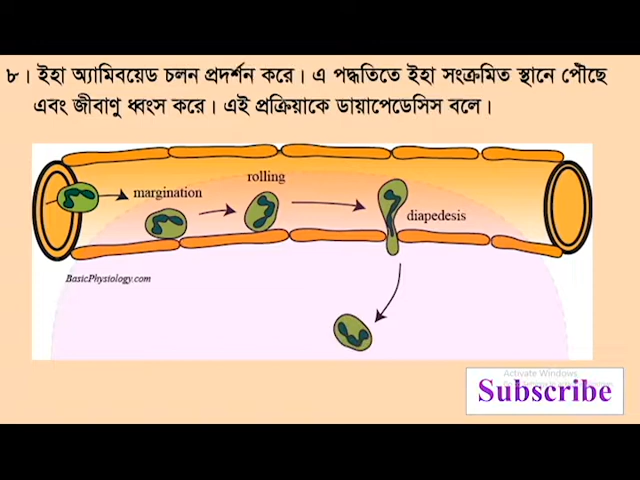 ৮। ইহা অ্যামিবয়েড চলন প্রদর্শন করে। এ পদ্ধতিতে ইহা সংক্রমিত স্থানে পৌঁছে
এবং জীবাণু ধ্বংস করে। এই প্রক্রিয়াকে ডায়াপেডেসিস বলে।
rolling
margination
diapedesis
BasicPhysiology.com
Activate Windows
Subscribe